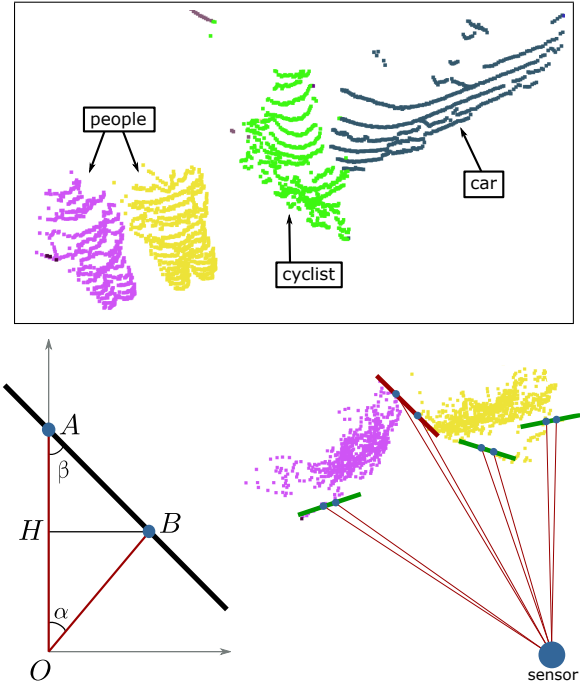 people
car
cyclist
A
β
H
B
α
O
sensor